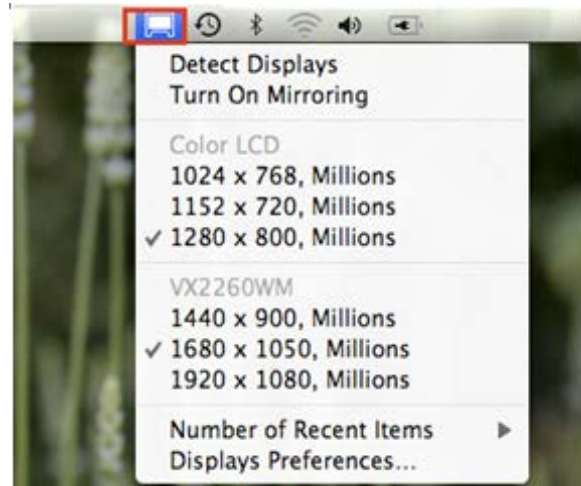 Detect Displays
Turn On Mirroring
Color LCD
1024 x 768, Millions
1152 x 720, Millions
✓ 1280 x 800, Millions
VX2260WM
1440 x 900, Millions
✓ 1680 x 1050, Millions
1920 x 1080, Millions
Number of Recent Items
Displays Preferences...